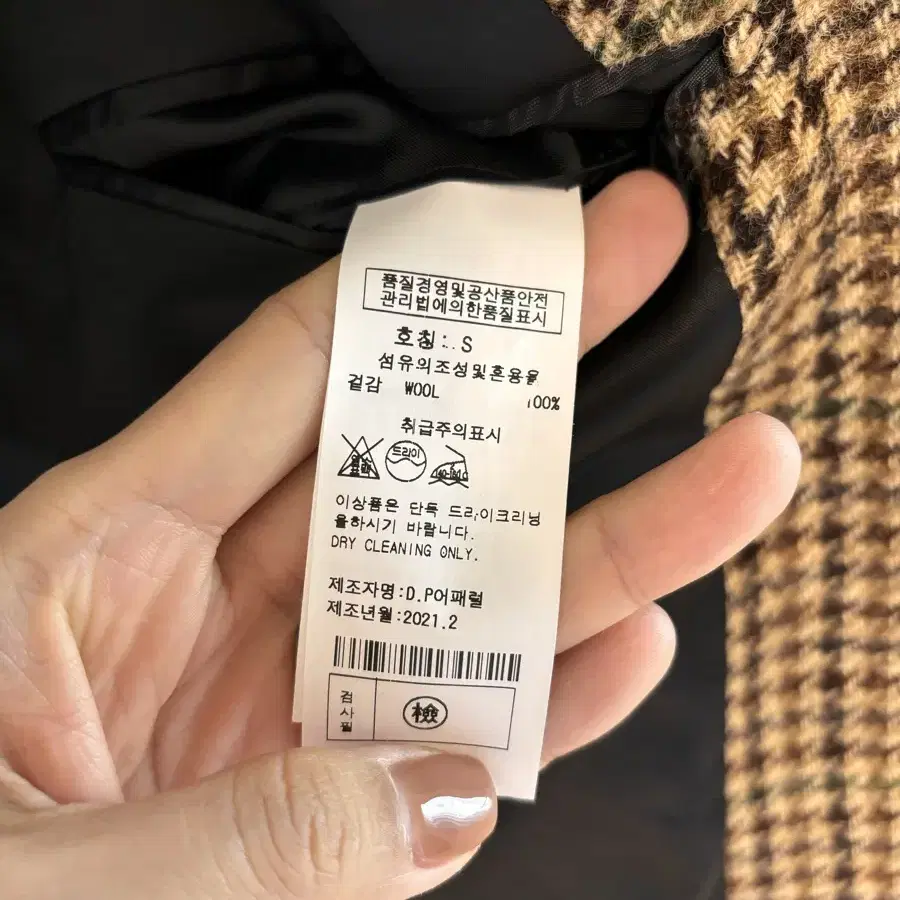 품질경영및공산품안전
관리법에의한품질표시
호칭:. S
섬유의조성및혼용율
겉감 WOOL 100%
취급주의표시
드라이
이상품은 단독 드라이크리닝
을하시기 바랍니다.
DRY CLEANING ONLY.
제조자명:D.P어패럴
제조년월:2021.2
검사필
檢